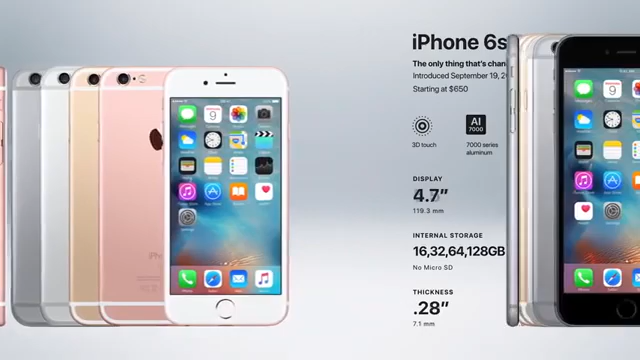 iPhone 6s
The only thing that's
Introduced September 19,
Starting at $650
Al
7000
3D touch
7000 series
aluminum
DISPLAY
4.7″
119.3 mm
INTERNAL STORAGE
16,32,64,128GB
No Micro SD
THICKNESS
.28″
7.1 mm